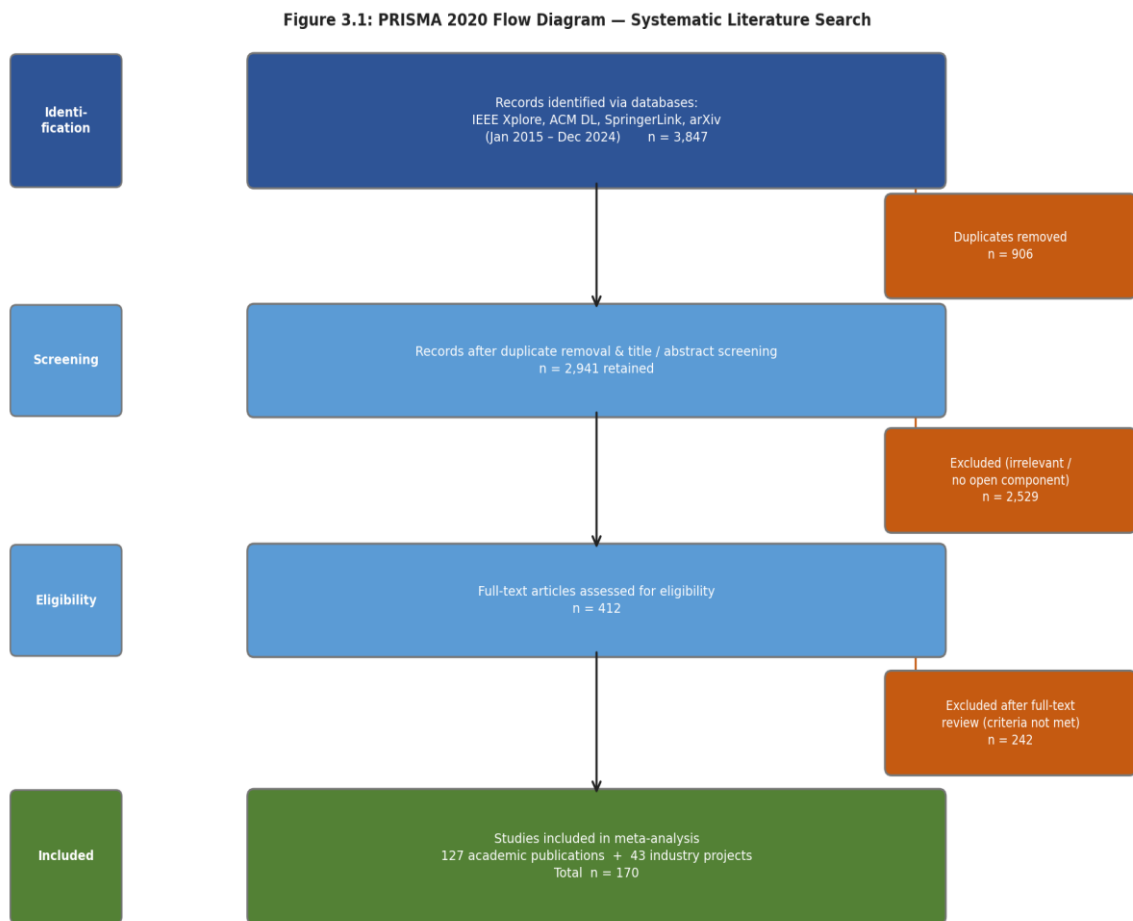 Figure 3.1: PRISMA 2020 Flow Diagram — Systematic Literature Search
Identi-
fication
Records identified via databases:
IEEE Xplore, ACM DL, SpringerLink, arXiv
(Jan 2015 – Dec 2024) n = 3,847
Duplicates removed
n = 906
Screening
Records after duplicate removal & title / abstract screening
n = 2,941 retained
Excluded (irrelevant /
no open component)
n = 2,529
Eligibility
Full-text articles assessed for eligibility
n = 412
Excluded after full-text
review (criteria not met)
n = 242
Included
Studies included in meta-analysis
127 academic publications + 43 industry projects
Total n = 170